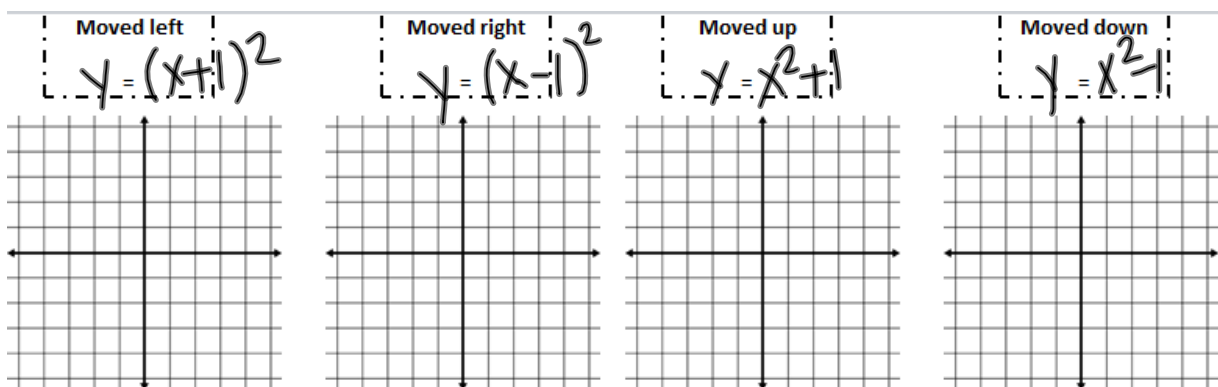 Moved left
Moved right
Moved up
Moved down
y = (x+1)²
y = (x-1)²
y = x²+1
y = x²-1